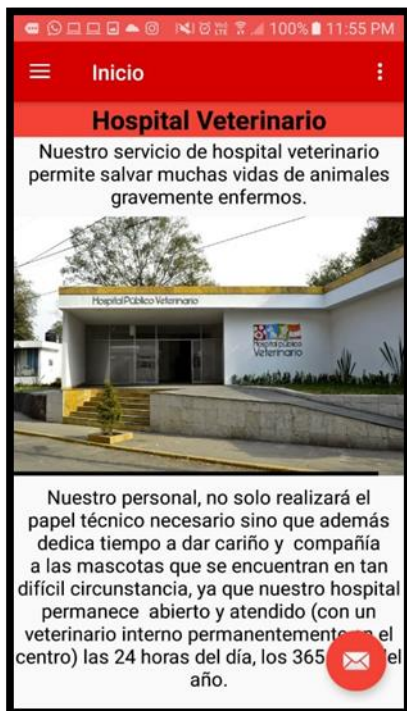 VoLTE 100% 11:55 PM
Inicio
Hospital Veterinario
Nuestro servicio de hospital veterinario
permite salvar muchas vidas de animales
gravemente enfermos.
Hospital Público Veterinario
Hospital público
Veterinario
Nuestro personal, no solo realizará el
papel técnico necesario sino que además
dedica tiempo a dar cariño y compañía
a las mascotas que se encuentran en tan
difícil circunstancia, ya que nuestro hospital
permanece abierto y atendido (con un
veterinario interno permanentemente el
centro) las 24 horas del día, los 365
año.